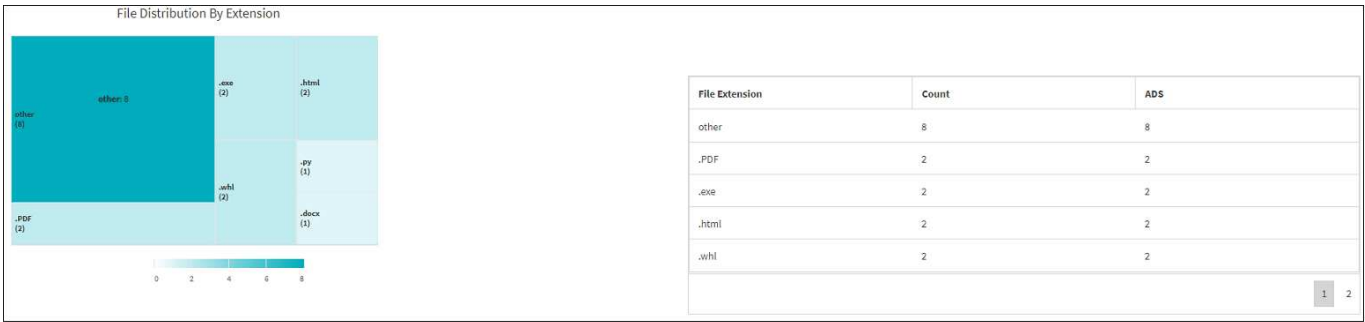 File Distribution By Extension
other: 8
other
(8)
.exe
(2)
.html
(2)
.PDF
(2)
.whl
(2)
.py
(1)
.docx
(1)
0 2 4 6 8
File Extension Count ADS
other 8 8
.PDF 2 2
.exe 2 2
.html 2 2
.whl 2 2
1 2